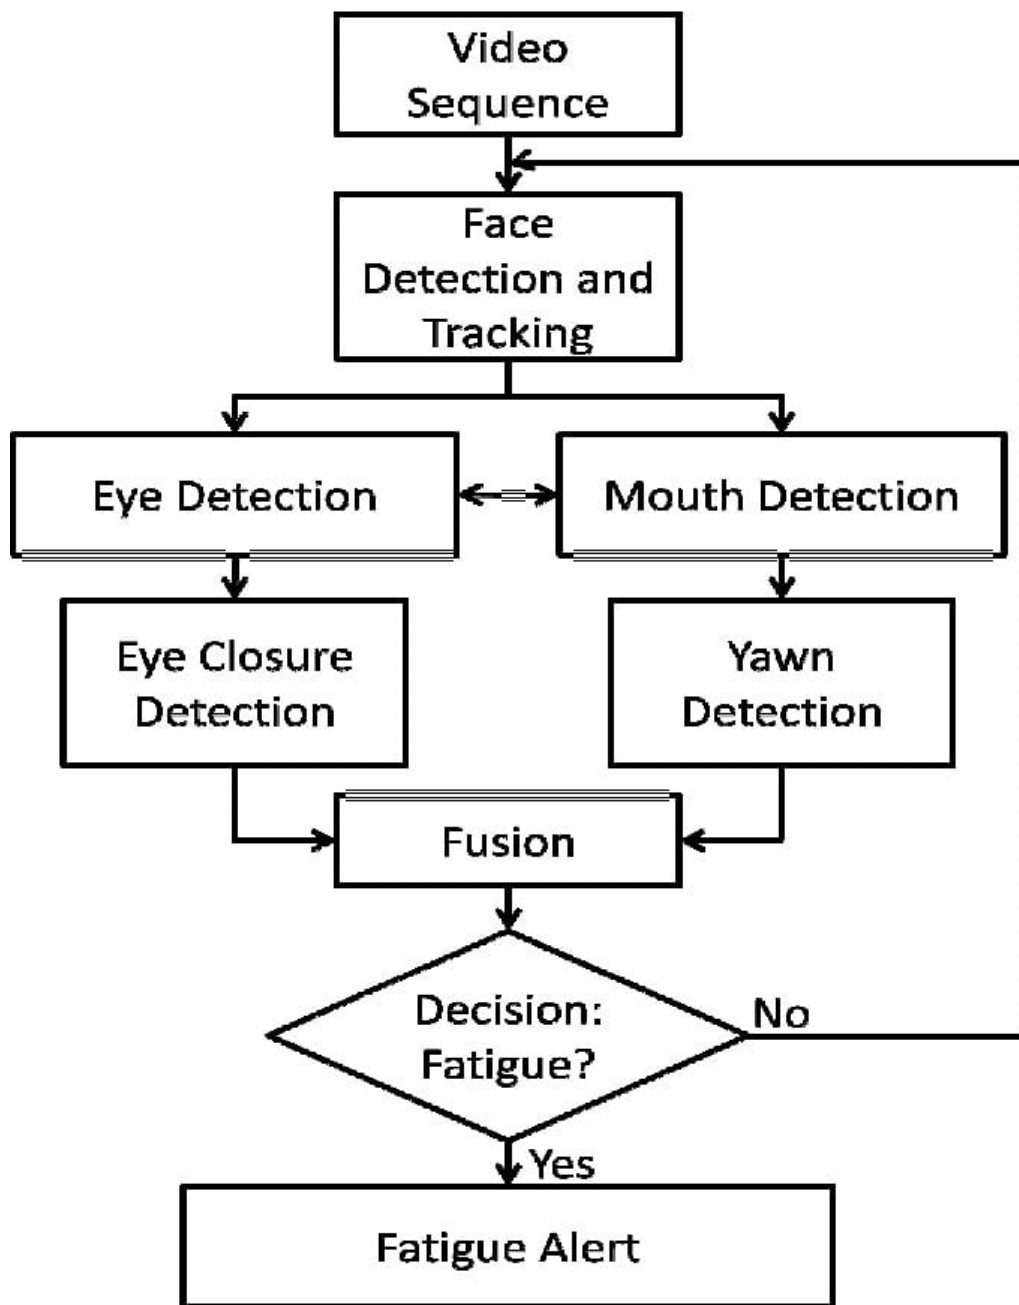 Video
Sequence
Face
Detection and
Tracking
Eye Detection
Mouth Detection
Eye Closure
Detection
Yawn
Detection
Fusion
Decision:
Fatigue?
No
Yes
Fatigue Alert